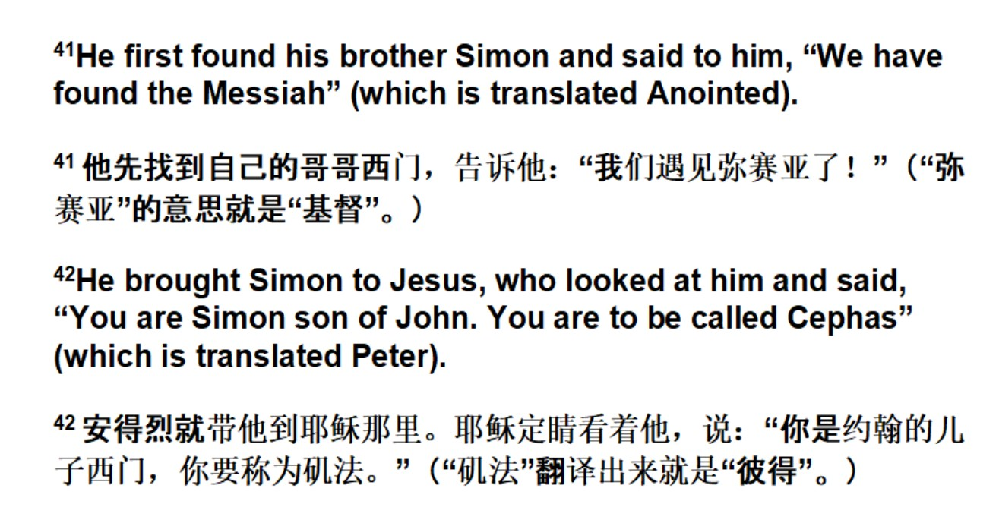 41He first found his brother Simon and said to him, “We have
found the Messiah” (which is translated Anointed).
41 他先找到自己的哥哥西门，告诉他：“我们遇见弥赛亚了！”（“弥
赛亚”的意思就是“基督”。）
42He brought Simon to Jesus, who looked at him and said,
“You are Simon son of John. You are to be called Cephas”
(which is translated Peter).
42 安得烈就带他到耶稣那里。耶稣定睛看着他，说：“你是约翰的儿
子西门，你要称为矶法。”（“矶法”翻译出来就是“彼得”。）